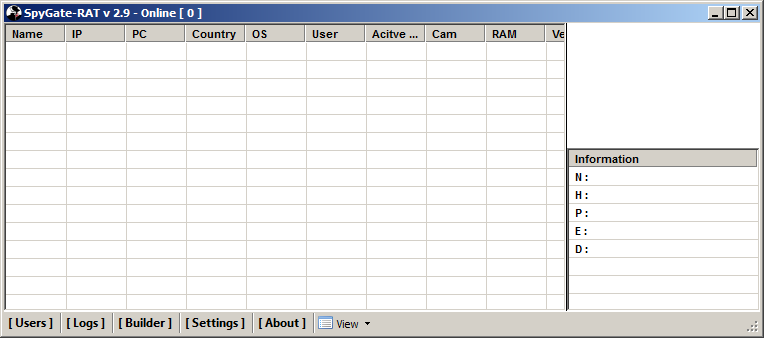 SpyGate-RAT v 2.9 - Online [ 0 ]
Name IP PC Country OS User Acitve ... Cam RAM Ve
Information
N :
H :
P :
E :
D :
[ Users ] [ Logs ] [ Builder ] [ Settings ] [ About ] View